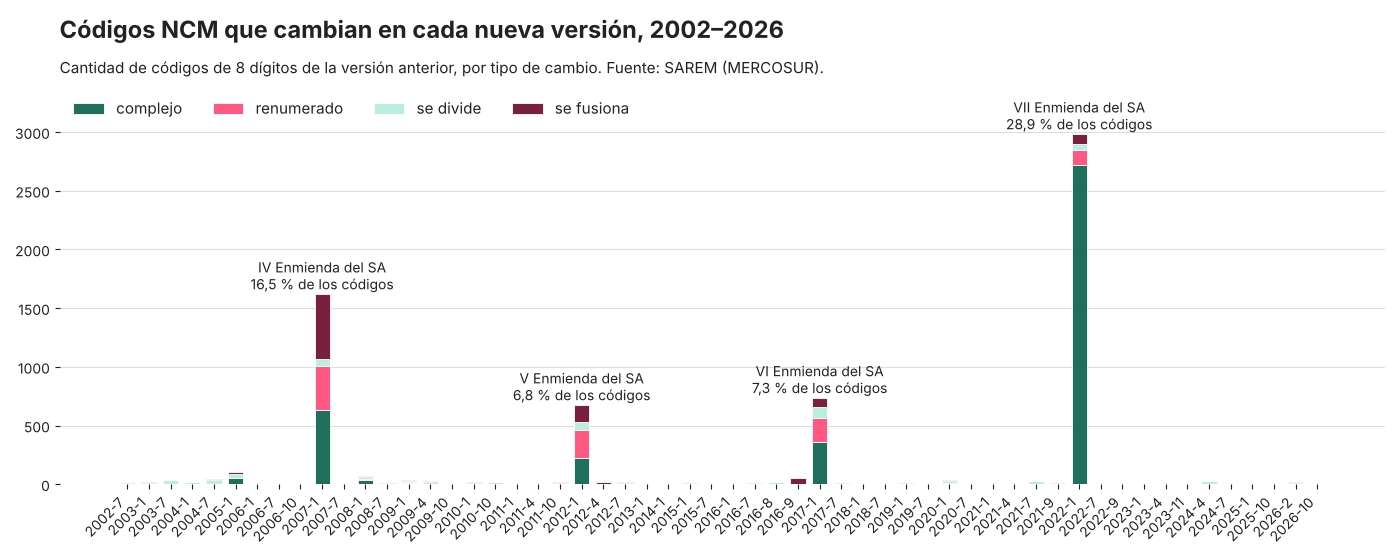 Códigos NCM que cambian en cada nueva versión, 2002–2026
Cantidad de códigos de 8 dígitos de la versión anterior, por tipo de cambio. Fuente: SAREM (MERCOSUR).
complejo renumerado se divide se fusiona
VII Enmienda del SA
28,9 % de los códigos
3000
2500
2000
IV Enmienda del SA
16,5 % de los códigos
1500
1000
VI Enmienda del SA
7,3 % de los códigos
V Enmienda del SA
6,8 % de los códigos
500
0
2002-7 2003-1 2003-7 2004-1 2004-7 2005-1 2006-1 2006-7 2006-10 2007-1 2007-7 2008-1 2008-7 2009-1 2009-4 2009-10 2010-1 2010-10 2011-1 2011-4 2011-10 2012-1 2012-4 2012-7 2013-1 2014-1 2015-1 2015-7 2016-1 2016-7 2016-8 2016-9 2017-1 2017-7 2018-1 2018-7 2019-1 2019-7 2020-1 2020-7 2021-1 2021-4 2021-7 2021-9 2022-1 2022-7 2022-9 2023-1 2023-4 2023-11 2024-4 2024-7 2025-1 2025-10 2026-2 2026-10